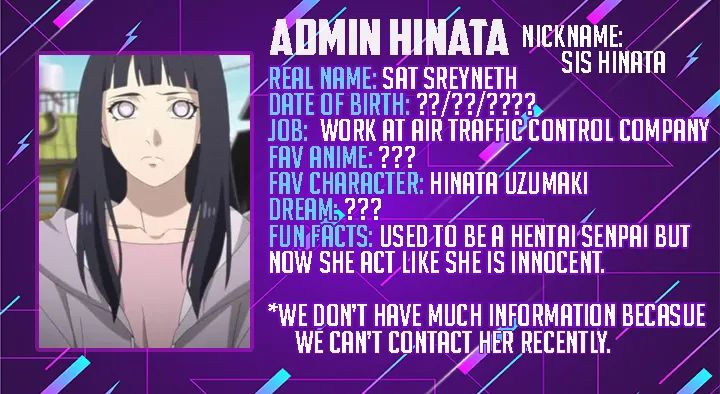 ADMIN HINATA NICKNAME:
SIS HINATA
REAL NAME: SAT SREYNETH
DATE OF BIRTH: ??/??/????
JOB: WORK AT AIR TRAFFIC CONTROL COMPANY
FAV ANIME: ???
FAV CHARACTER: HINATA UZUMAKI
DREAM: ???
FUN FACTS: USED TO BE A HENTAI SENPAI BUT
NOW SHE ACT LIKE SHE IS INNOCENT.
*WE DON'T HAVE MUCH INFORMATION BECASUE
WE CAN'T CONTACT HER RECENTLY.